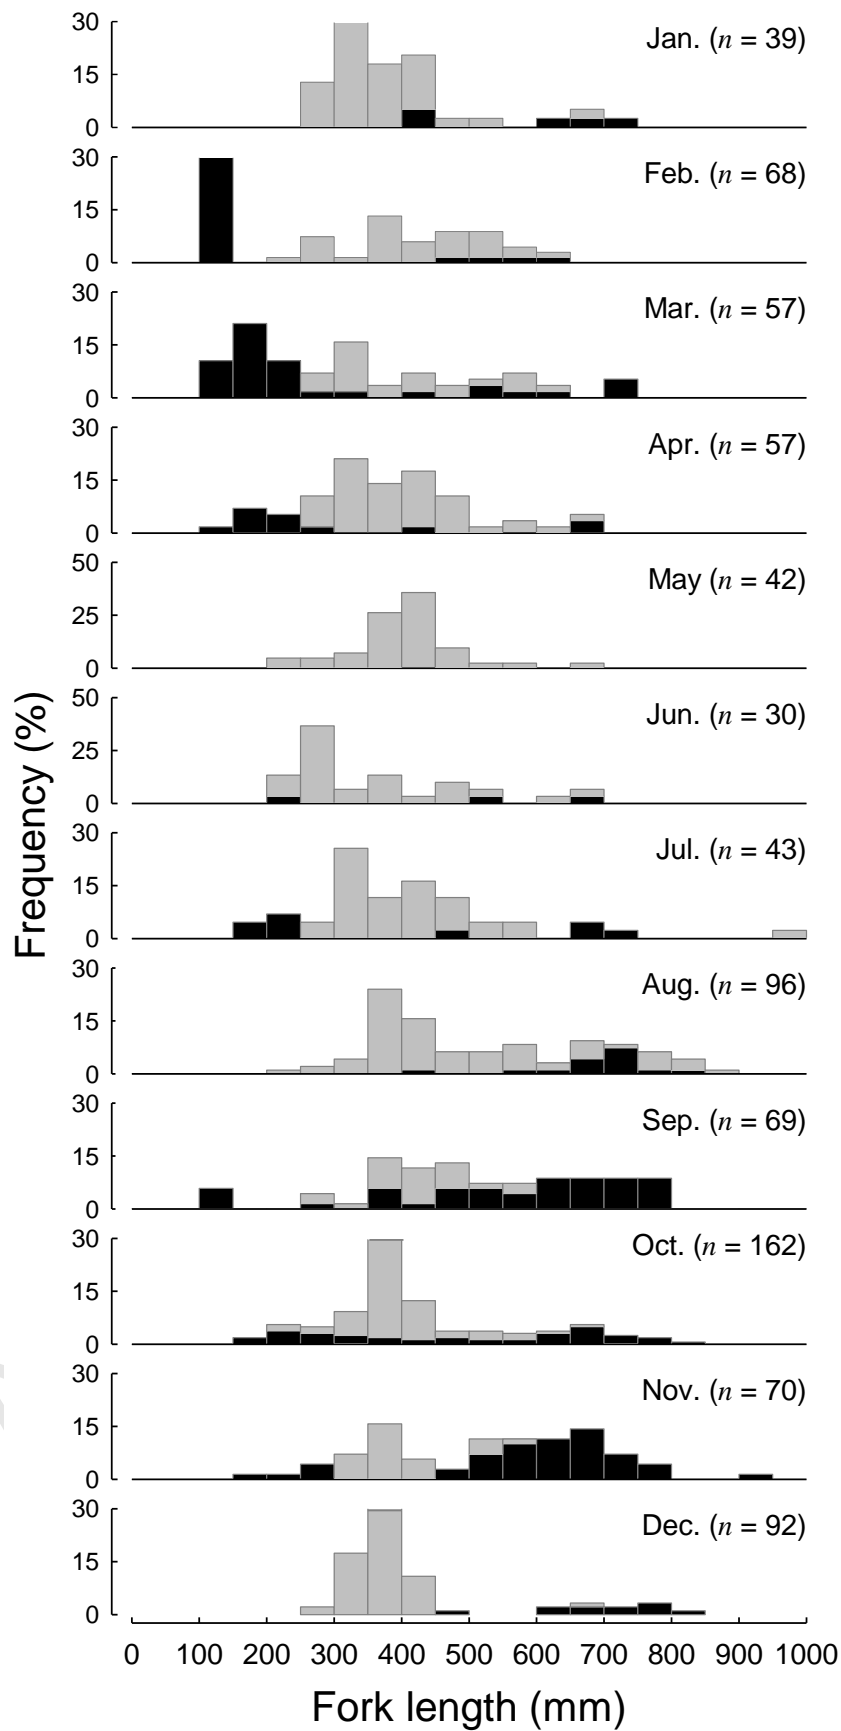 30
15
0
Jan. (n = 39)
30
15
0
Feb. (n = 68)
30
15
0
Mar. (n = 57)
30
15
0
Apr. (n = 57)
50
25
0
May (n = 42)
50
25
0
Jun. (n = 30)
30
15
0
Jul. (n = 43)
30
15
0
Aug. (n = 96)
30
15
0
Sep. (n = 69)
30
15
0
Oct. (n = 162)
30
15
0
Nov. (n = 70)
30
15
0
Dec. (n = 92)
Frequency (%)
0 100 200 300 400 500 600 700 800 900 1000
Fork length (mm)